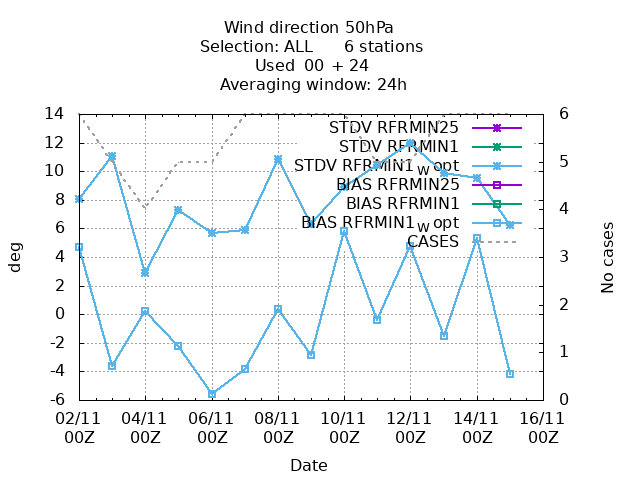 Wind direction 50hPa
Selection: ALL 6 stations
Used 00 + 24
Averaging window: 24h
14
12
10
8
6
4
2
0
-2
-4
-6
deg
STDV RFRMIN25
STDV RFRMIN1
STDV RFRMIN1_w opt
BIAS RFRMIN25
BIAS RFRMIN1
BIAS RFRMIN1_w opt
CASES
6
5
4
3
2
1
0
No cases
02/11 04/11 06/11 08/11 10/11 12/11 14/11 16/11
00Z 00Z 00Z 00Z 00Z 00Z 00Z 00Z
Date